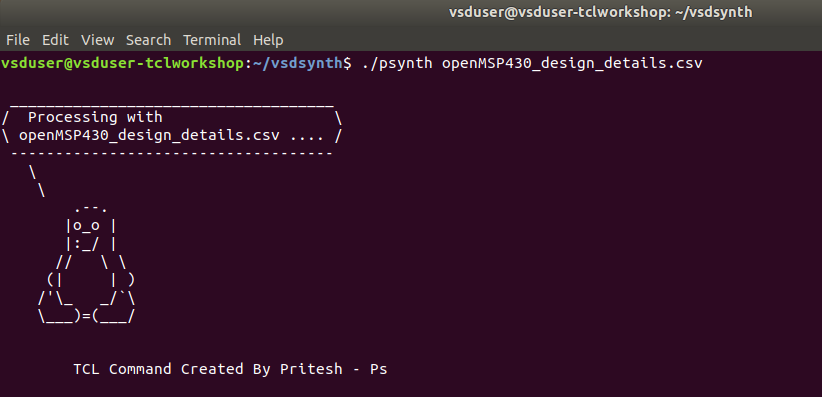 vsduser@vsduser-tclworkshop: ~/vsdsynth
File Edit View Search Terminal Help
vsduser@vsduser-tclworkshop:~/vsdsynth$ ./psynth openMSP430_design_details.csv
 ____________________________________
/  Processing with                   \
\ openMSP430_design_details.csv .... /
 ------------------------------------
   \
    \
        .--.
       |o_o |
       |:_/ |
      //   \ \
     (|     | )
    /'\_   _/`\
    \___)=(___/
TCL Command Created By Pritesh - Ps